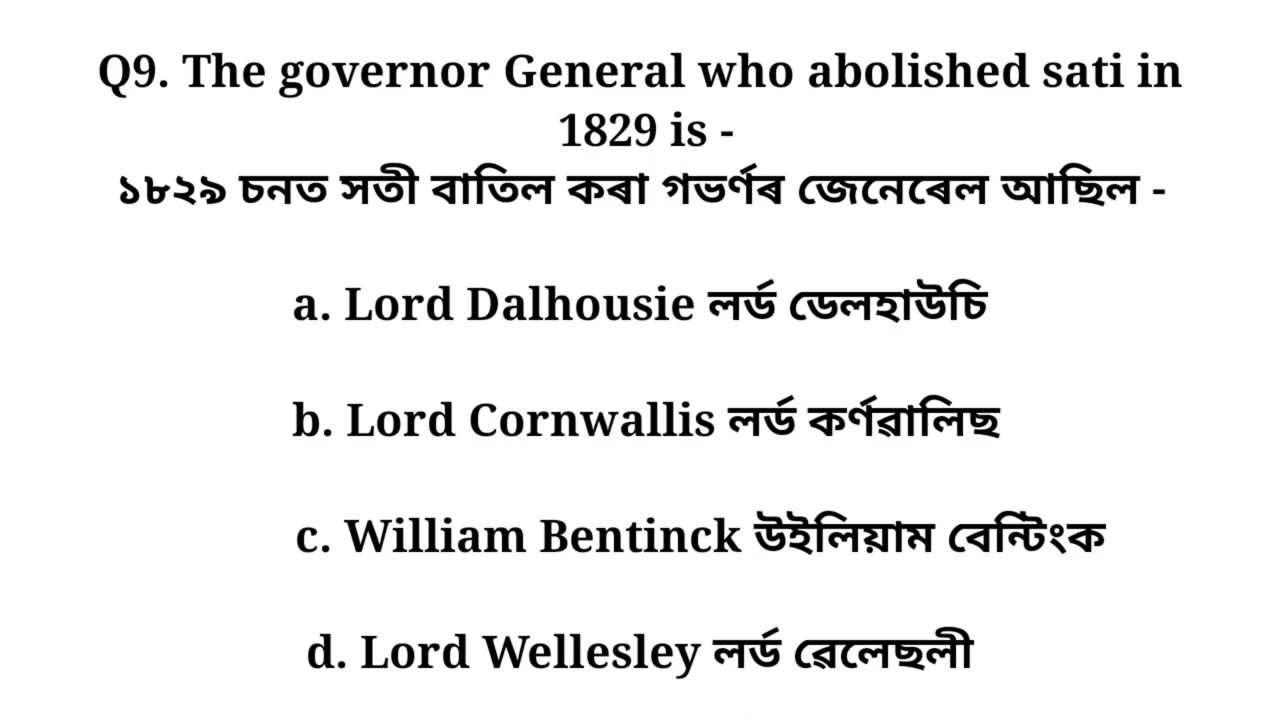 Q9. The governor General who abolished sati in
1829 is -
১৮২৯ চনত সতী বাতিল কৰা গভৰ্ণৰ জেনেৰেল আছিল -
a. Lord Dalhousie লৰ্ড ডেলহাউচি
b. Lord Cornwallis লৰ্ড কৰ্ণৱালিছ
c. William Bentinck উইলিয়াম বেন্টিংক
d. Lord Wellesley লৰ্ড ৱেলেছলী